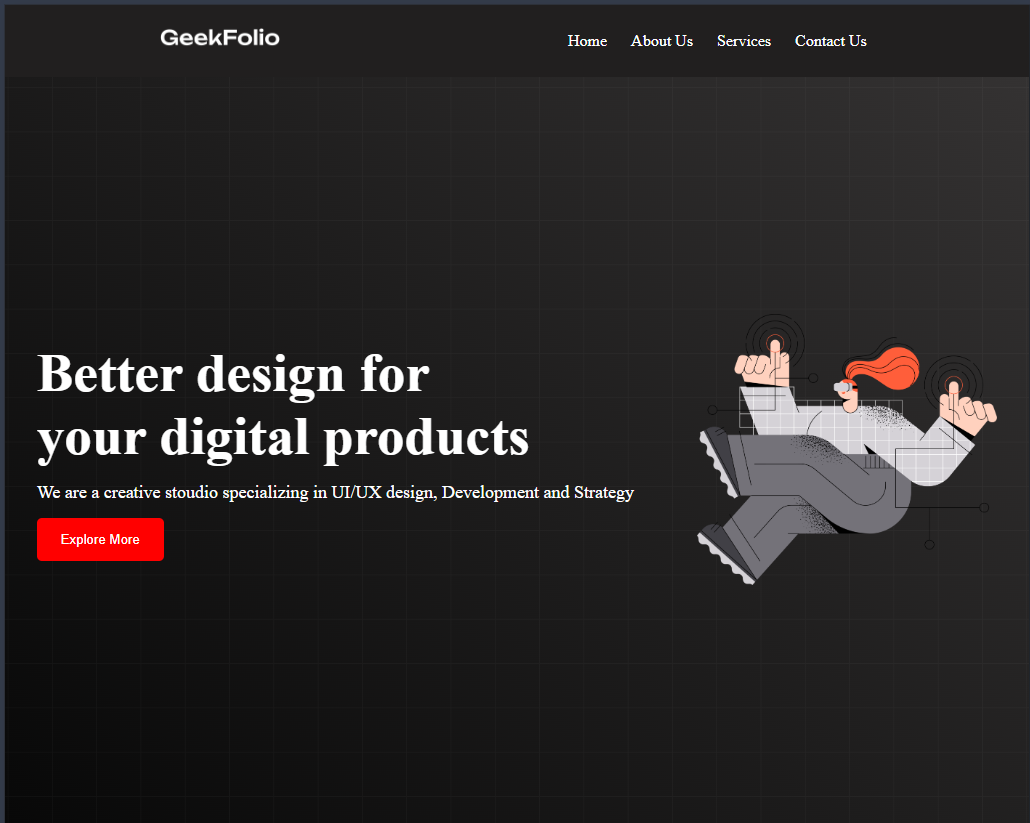 GeekFolio
Home About Us Services Contact Us
Better design for
your digital products
We are a creative stoudio specializing in UI/UX design, Development and Strategy
Explore More